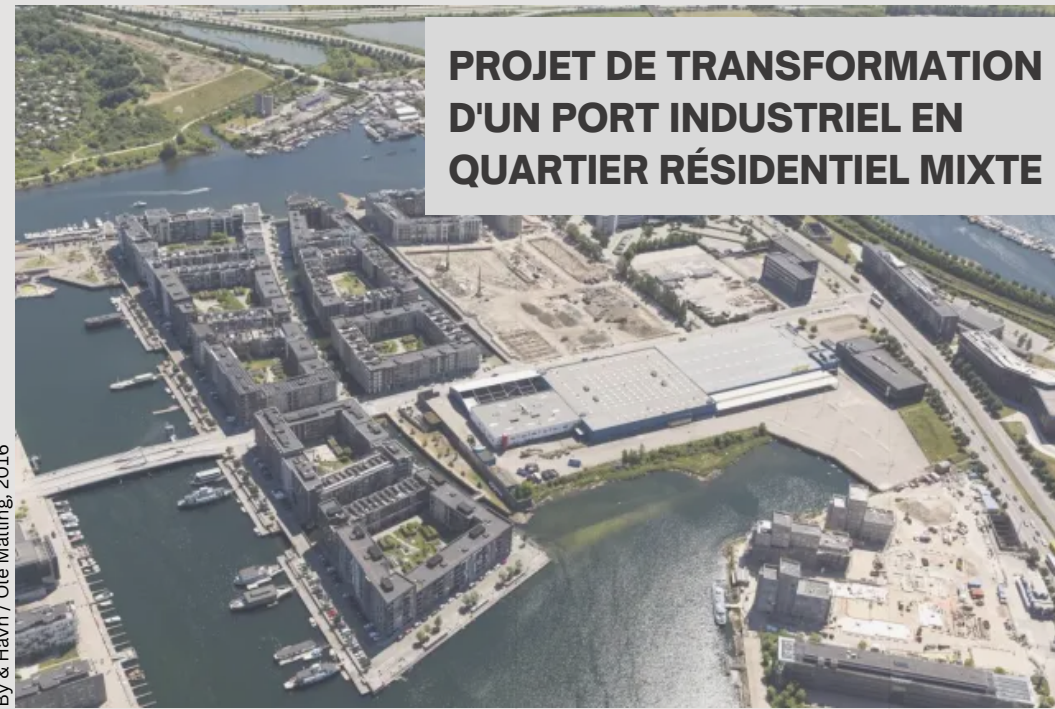 PROJET DE TRANSFORMATION
D'UN PORT INDUSTRIEL EN
QUARTIER RÉSIDENTIEL MIXTE
By & Havn / Ole Malling, 2016